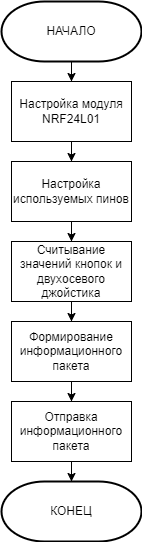 НАЧАЛО
Настройка модуля
NRF24L01
Настройка
используемых пинов
Считывание
значений кнопок и
двухосевого
джойстика
Формирование
информационного
пакета
Отправка
информационного
пакета
КОНЕЦ